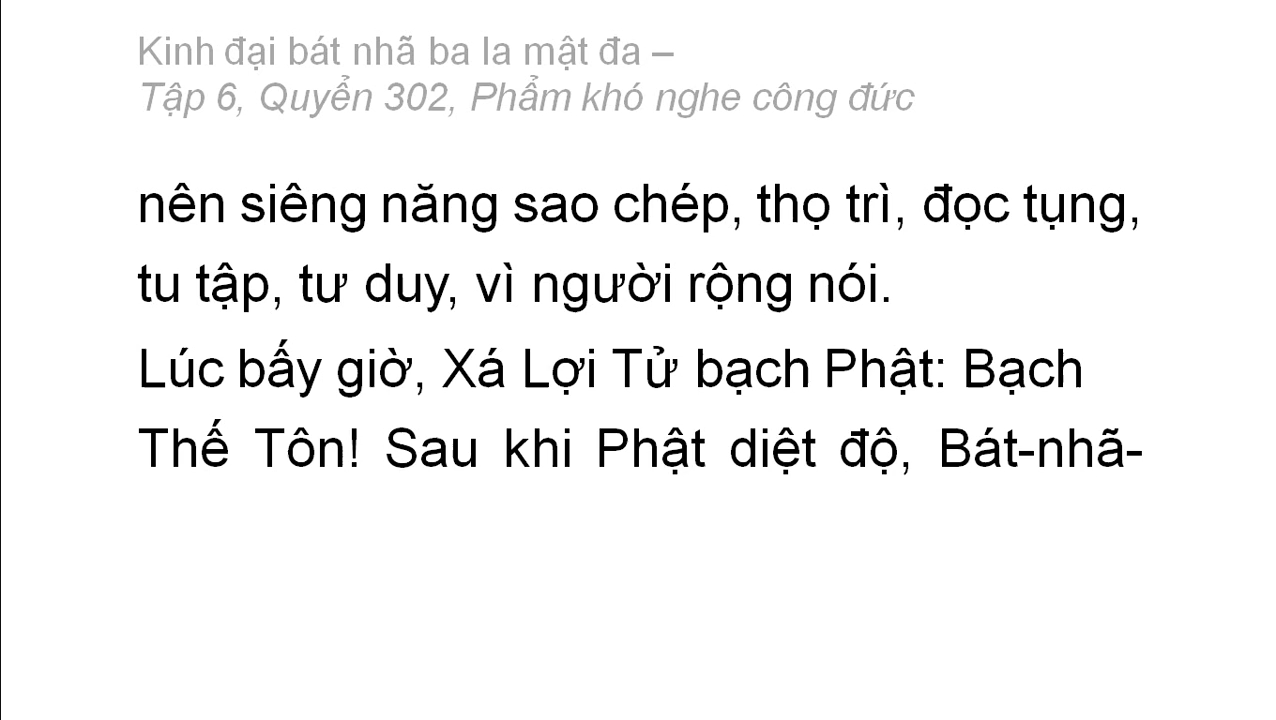 Kinh đại bát nhã ba la mật đa –
Tập 6, Quyển 302, Phẩm khó nghe công đức
nên siêng năng sao chép, thọ trì, đọc tụng,
tu tập, tư duy, vì người rộng nói.
Lúc bấy giờ, Xá Lợi Tử bạch Phật: Bạch
Thế Tôn! Sau khi Phật diệt độ, Bát-nhã-